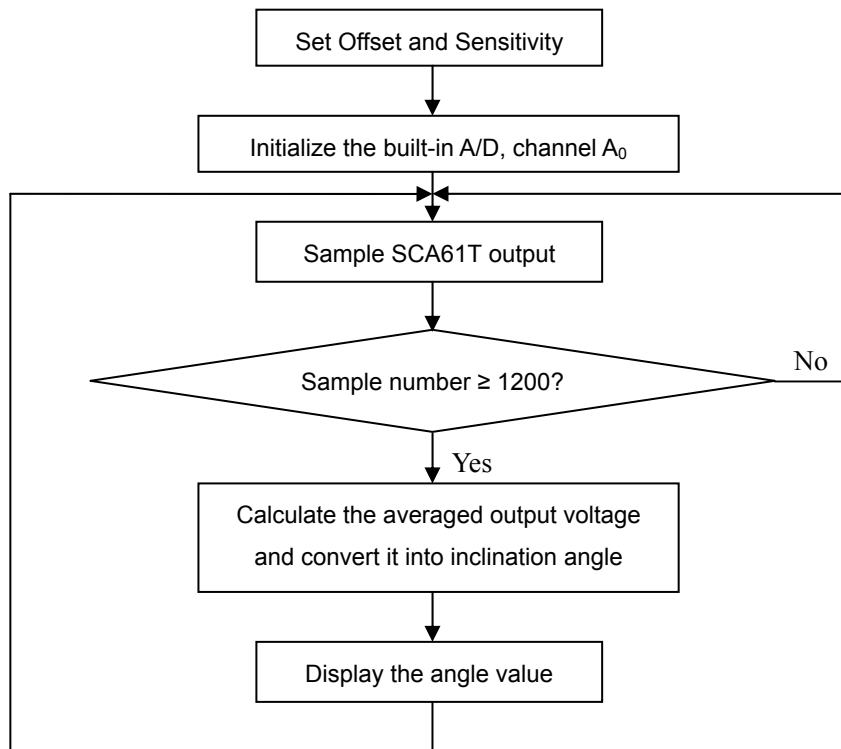 Set Offset and Sensitivity
Initialize the built-in A/D, channel A₀
Sample SCA61T output
Sample number ≥ 1200?
No
Yes
Calculate the averaged output voltage
and convert it into inclination angle
Display the angle value